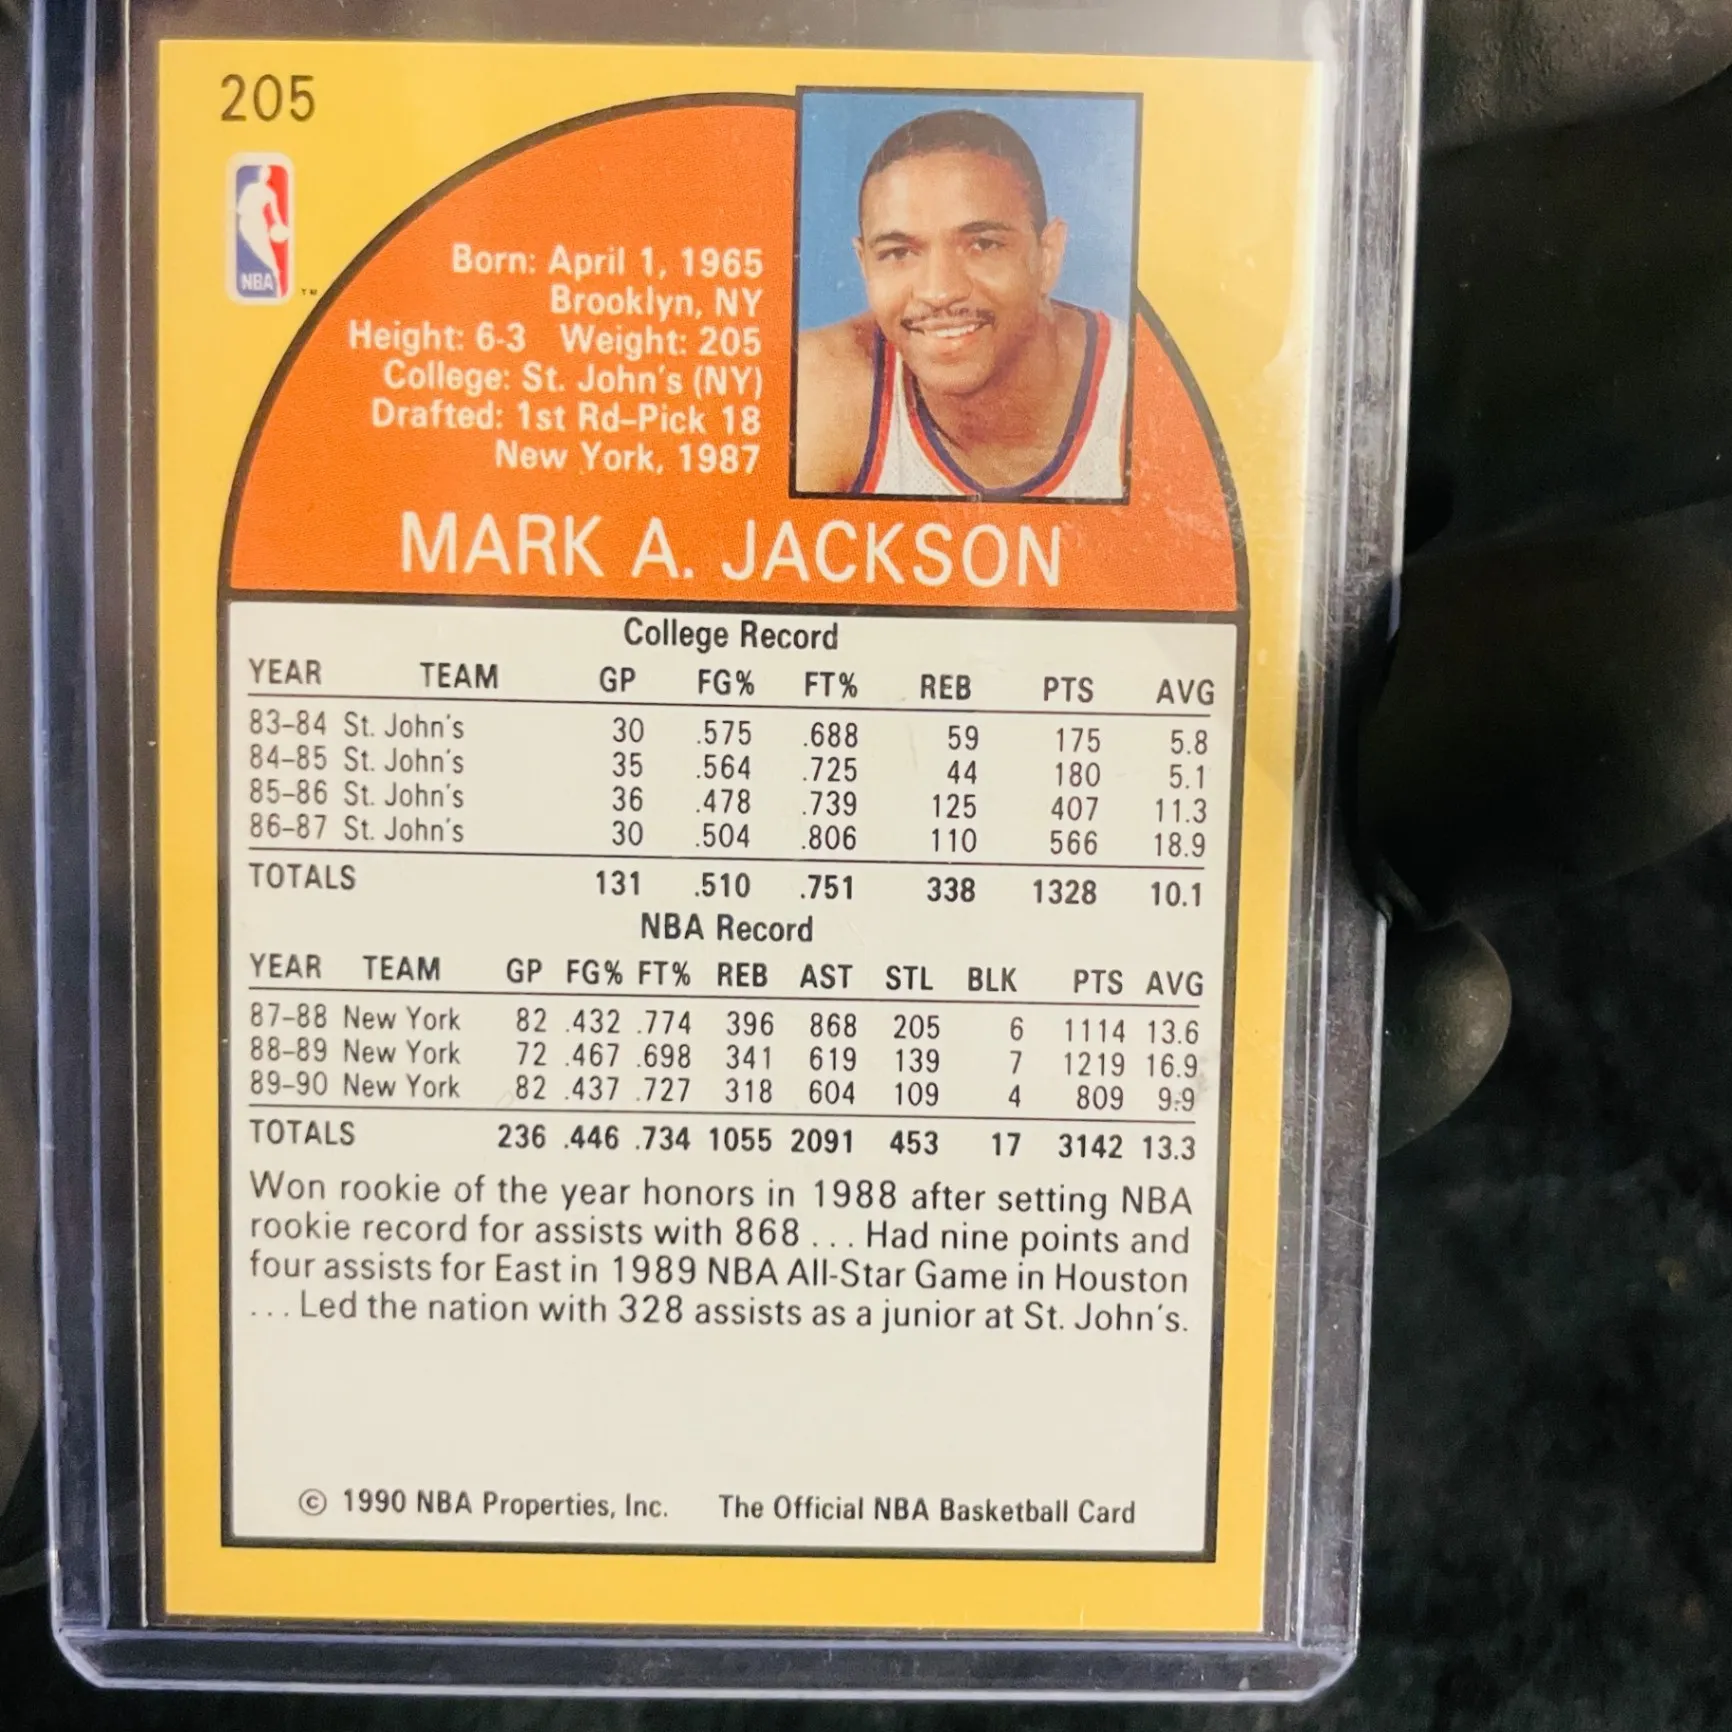 205
NBA
TM
Born: April 1, 1965
Brooklyn, NY
Height: 6-3 Weight: 205
College: St. John's (NY)
Drafted: 1st Rd–Pick 18
New York, 1987
MARK A. JACKSON
College Record
YEAR TEAM GP FG% FT% REB PTS AVG
83–84 St. John's 30 .575 .688 59 175 5.8
84–85 St. John's 35 .564 .725 44 180 5.1
85–86 St. John's 36 .478 .739 125 407 11.3
86–87 St. John's 30 .504 .806 110 566 18.9
TOTALS 131 .510 .751 338 1328 10.1
NBA Record
YEAR TEAM GP FG% FT% REB AST STL BLK PTS AVG
87–88 New York 82 .432 .774 396 868 205 6 1114 13.6
88–89 New York 72 .467 .698 341 619 139 7 1219 16.9
89–90 New York 82 .437 .727 318 604 109 4 809 9.9
TOTALS 236 .446 .734 1055 2091 453 17 3142 13.3
Won rookie of the year honors in 1988 after setting NBA
rookie record for assists with 868 ... Had nine points and
four assists for East in 1989 NBA All-Star Game in Houston
... Led the nation with 328 assists as a junior at St. John's.
© 1990 NBA Properties, Inc. The Official NBA Basketball Card